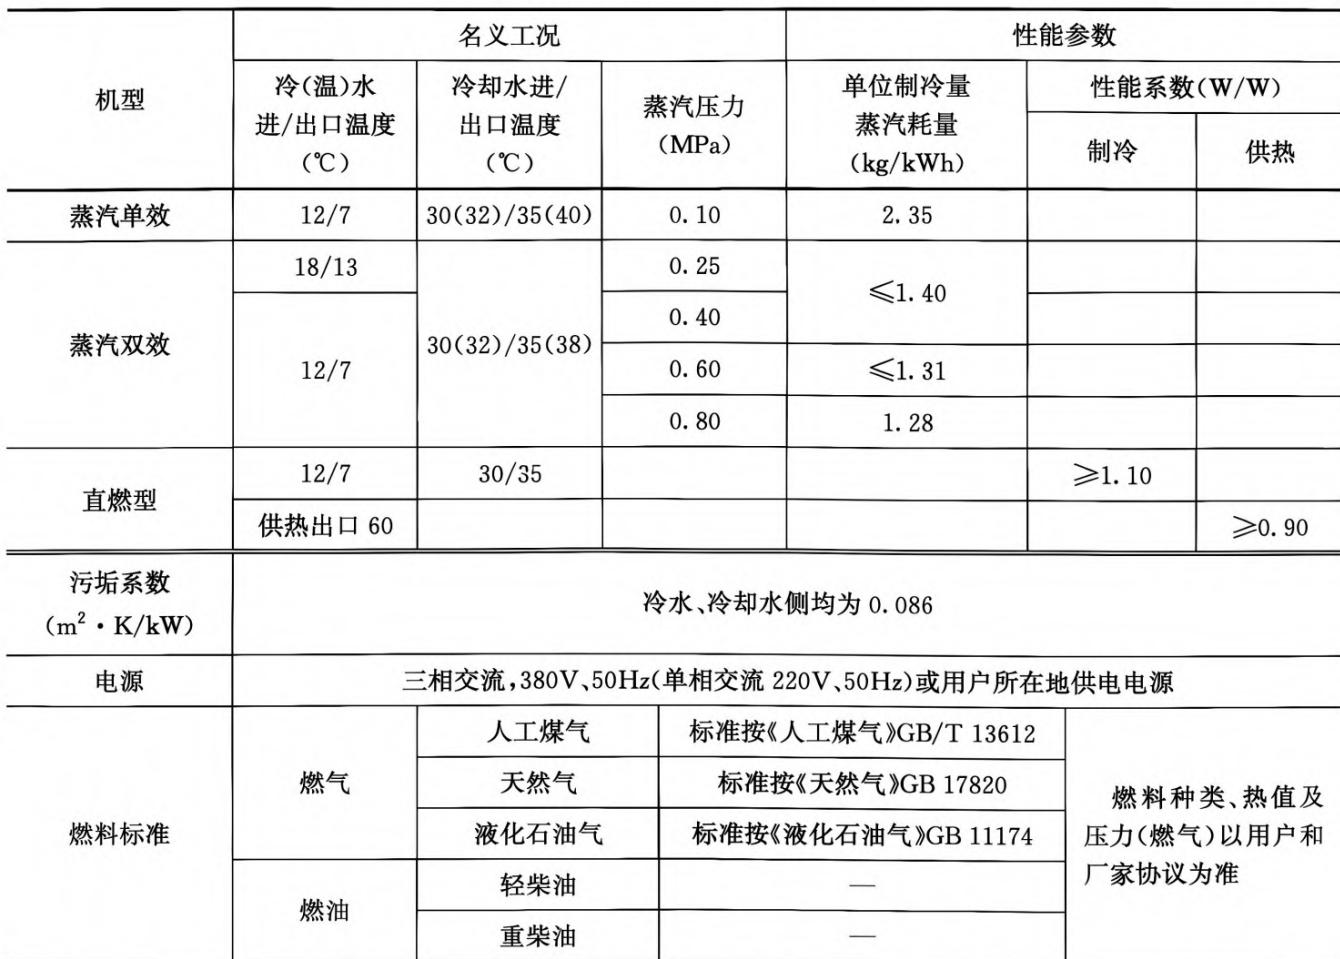 机型
名义工况
性能参数
冷(温)水
进/出口温度
(℃)
冷却水进/
出口温度
(℃)
蒸汽压力
(MPa)
单位制冷量
蒸汽耗量
(kg/kWh)
性能系数(W/W)
制冷
供热
蒸汽单效
12/7
30(32)/35(40)
0.10
2.35
蒸汽双效
18/13
30(32)/35(38)
0.25
≤1.40
0.40
12/7
0.60
≤1.31
0.80
1.28
直燃型
12/7
30/35
≥1.10
供热出口 60
≥0.90
污垢系数
(m²·K/kW)
冷水、冷却水侧均为 0.086
电源
三相交流,380V、50Hz(单相交流 220V、50Hz)或用户所在地供电电源
燃料标准
燃气
人工煤气
标准按《人工煤气》GB/T 13612
天然气
标准按《天然气》GB 17820
液化石油气
标准按《液化石油气》GB 11174
燃油
轻柴油
—
重柴油
—
燃料种类、热值及
压力(燃气)以用户和
厂家协议为准